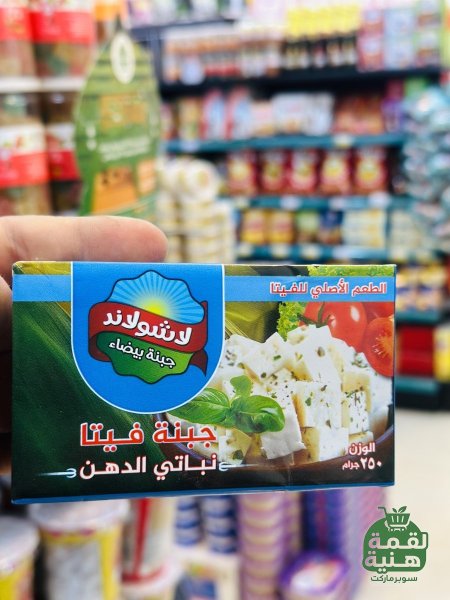 الطعم الأصلي للفيتا
لاشولاند
جبنة بيضاء
جبنة فيتا
نباتي الدهن
الوزن
٢٥٠ جرام
لقمة
هنية
سوبرماركت